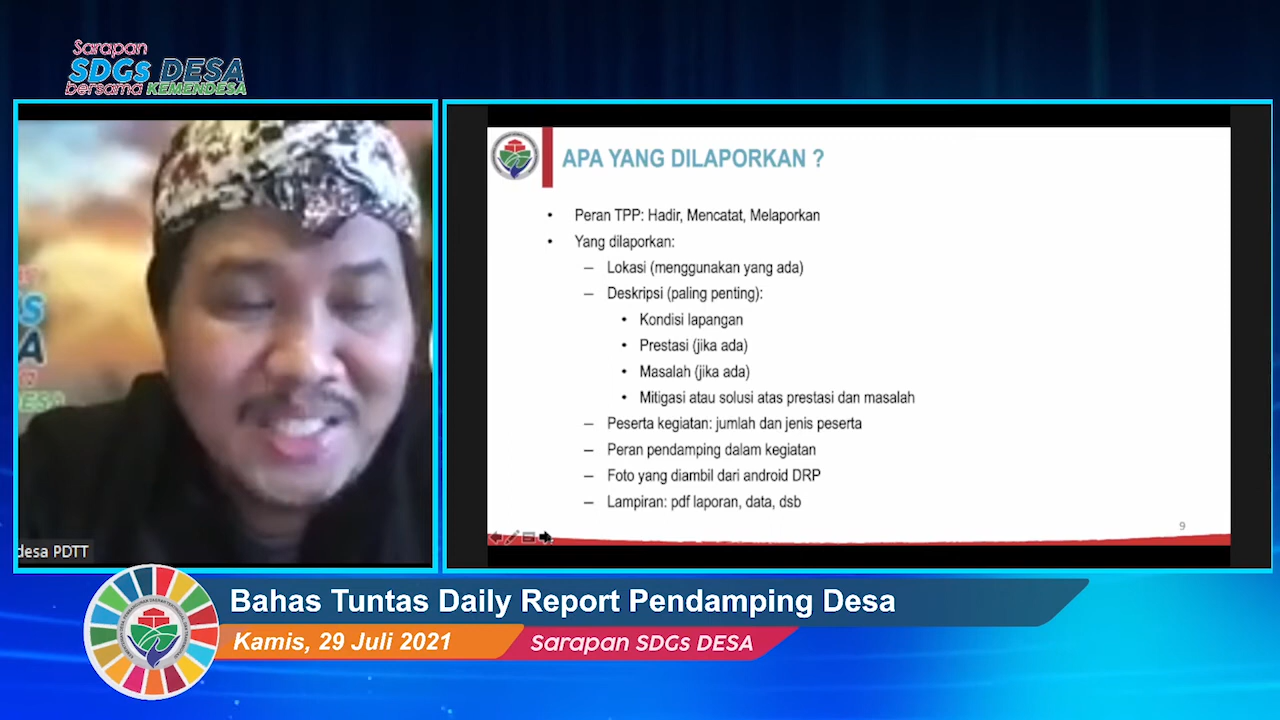 Sarapan
SDGs DESA
bersama KEMENDESA
desa PDTT
APA YANG DILAPORKAN ?
• Peran TPP: Hadir, Mencatat, Melaporkan
• Yang dilaporkan:
– Lokasi (menggunakan yang ada)
– Deskripsi (paling penting):
• Kondisi lapangan
• Prestasi (jika ada)
• Masalah (jika ada)
• Mitigasi atau solusi atas prestasi dan masalah
– Peserta kegiatan: jumlah dan jenis peserta
– Peran pendamping dalam kegiatan
– Foto yang diambil dari android DRP
– Lampiran: pdf laporan, data, dsb
9
Bahas Tuntas Daily Report Pendamping Desa
Kamis, 29 Juli 2021
Sarapan SDGs DESA